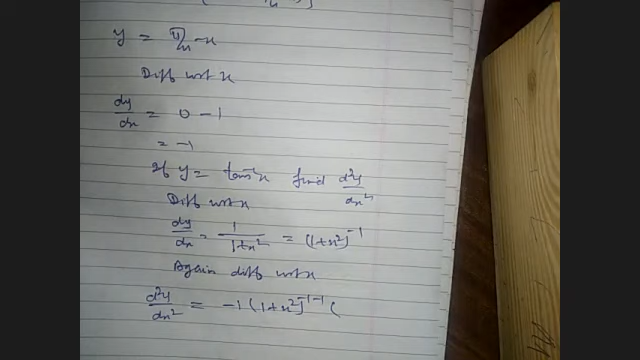 y = π/4 - x
Diff wrt x
dy/dx = 0 - 1
= -1
If y = tan⁻¹x find d²y/dx²
Diff wrt x
dy/dx = 1/1+x² = (1+x²)⁻¹
Again diff wrt x
d²y/dx² = -1(1+x²)⁻¹⁻¹ (